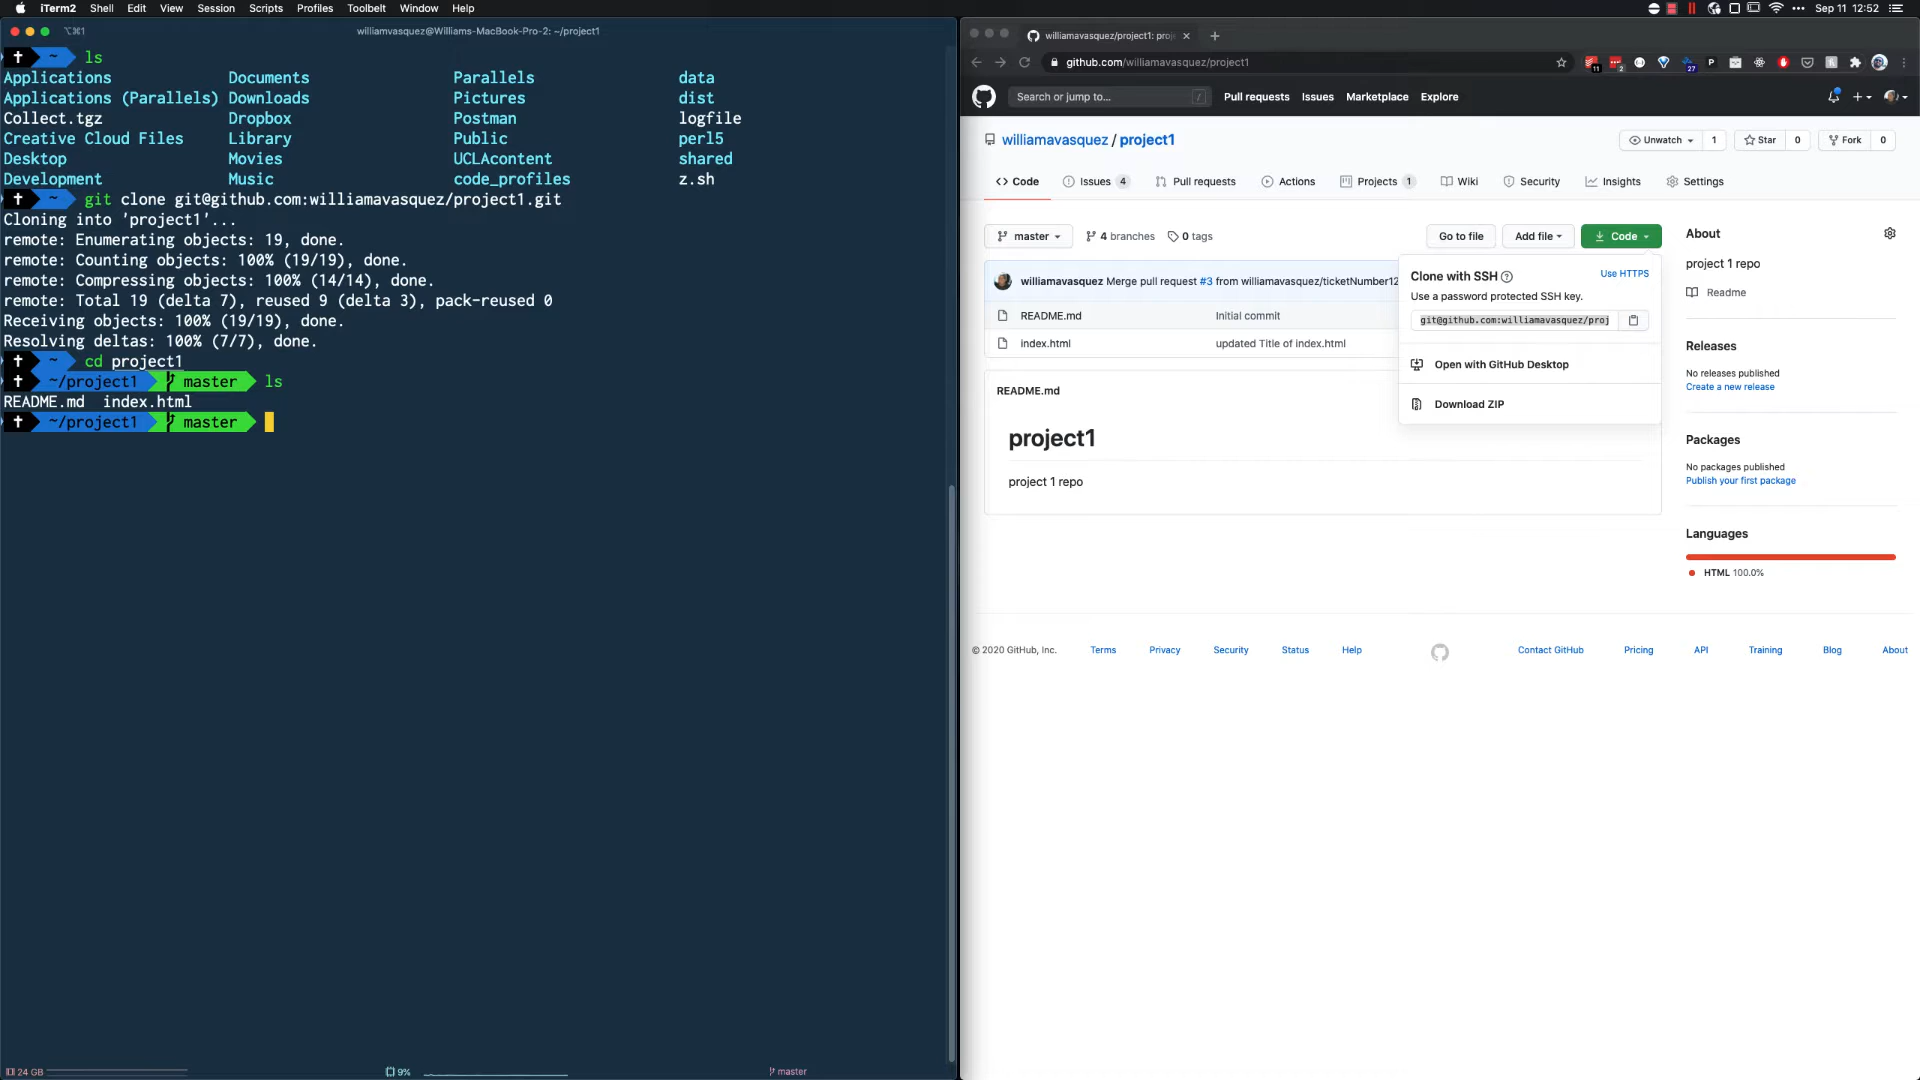 iTerm2 Shell Edit View Session Scripts Profiles Toolbelt Window Help
Sep 11 12:52
⌥⌘1
williamvasquez@Williams-MacBook-Pro-2: ~/project1
~ ls
Applications Documents Parallels data
Applications (Parallels) Downloads Pictures dist
Collect.tgz Dropbox Postman logfile
Creative Cloud Files Library Public perl5
Desktop Movies UCLAcontent shared
Development Music code_profiles z.sh
~ git clone git@github.com:williamavasquez/project1.git
Cloning into 'project1'...
remote: Enumerating objects: 19, done.
remote: Counting objects: 100% (19/19), done.
remote: Compressing objects: 100% (14/14), done.
remote: Total 19 (delta 7), reused 9 (delta 3), pack-reused 0
Receiving objects: 100% (19/19), done.
Resolving deltas: 100% (7/7), done.
~ cd project1
~/project1 master ls
README.md index.html
~/project1 master
24 GB 9% master
williamavasquez/project1: proj
github.com/williamavasquez/project1
11 2 27 P
Search or jump to... / Pull requests Issues Marketplace Explore
williamavasquez / project1
Unwatch 1 Star 0 Fork 0
Code Issues 4 Pull requests Actions Projects 1 Wiki Security Insights Settings
master 4 branches 0 tags Go to file Add file Code
williamavasquez Merge pull request #3 from williamavasquez/ticketNumber12
README.md Initial commit
index.html updated Title of index.html
Clone with SSH Use HTTPS
Use a password protected SSH key.
git@github.com:williamavasquez/proj
Open with GitHub Desktop
Download ZIP
README.md
project1
project 1 repo
About
project 1 repo
Readme
Releases
No releases published
Create a new release
Packages
No packages published
Publish your first package
Languages
HTML 100.0%
© 2020 GitHub, Inc. Terms Privacy Security Status Help Contact GitHub Pricing API Training Blog About